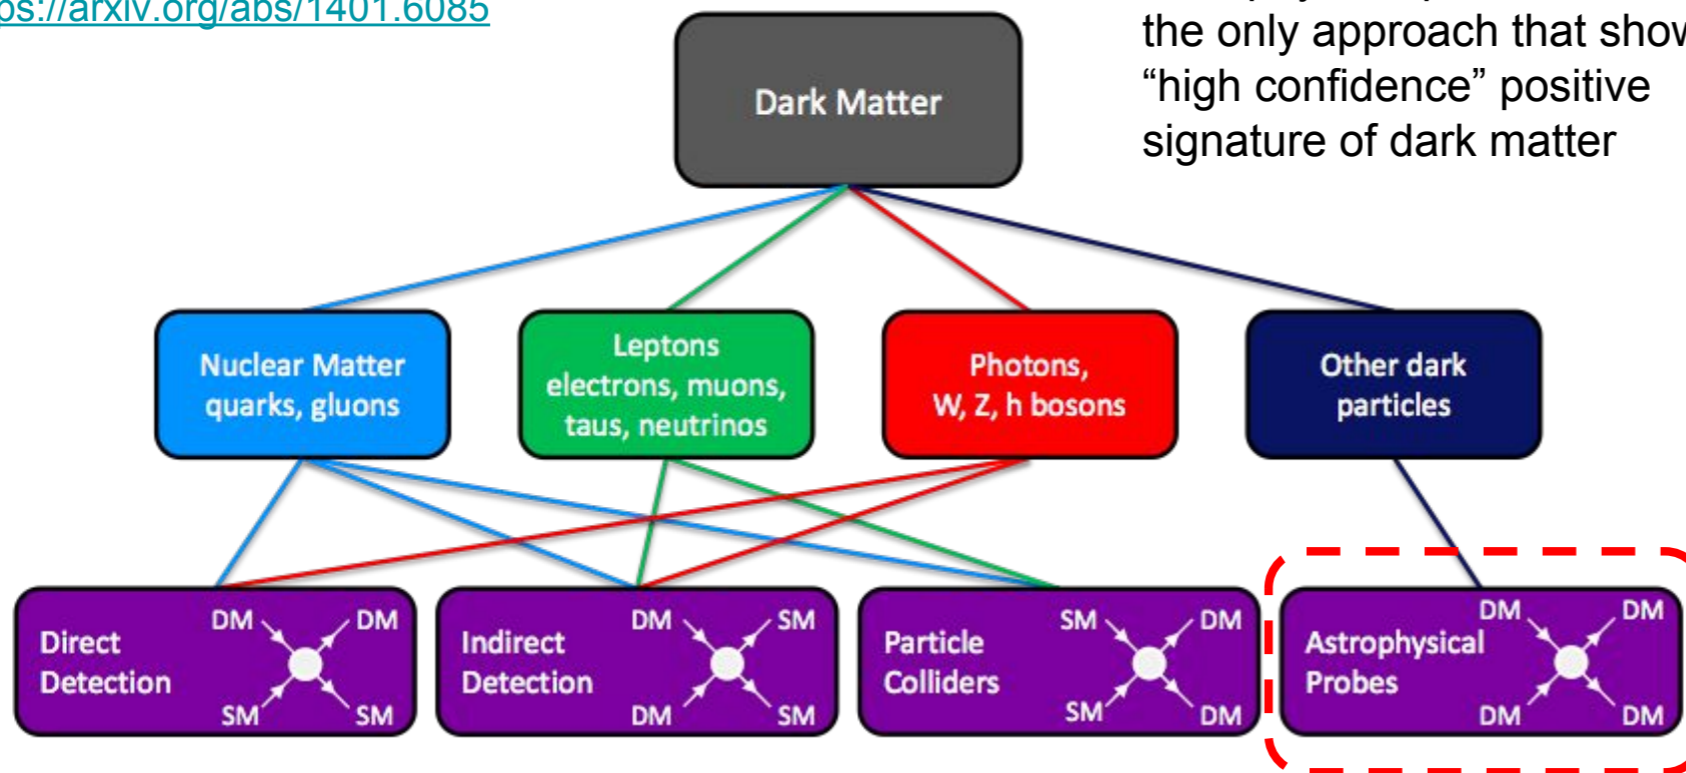 ps://arxiv.org/abs/1401.6085
the only approach that show
“high confidence” positive
signature of dark matter
Dark Matter
Nuclear Matter
quarks, gluons
Leptons
electrons, muons,
taus, neutrinos
Photons,
W, Z, h bosons
Other dark
particles
Direct
Detection
DM
DM
SM
SM
Indirect
Detection
DM
SM
DM
SM
Particle
Colliders
SM
DM
SM
DM
Astrophysical
Probes
DM
DM
DM
DM